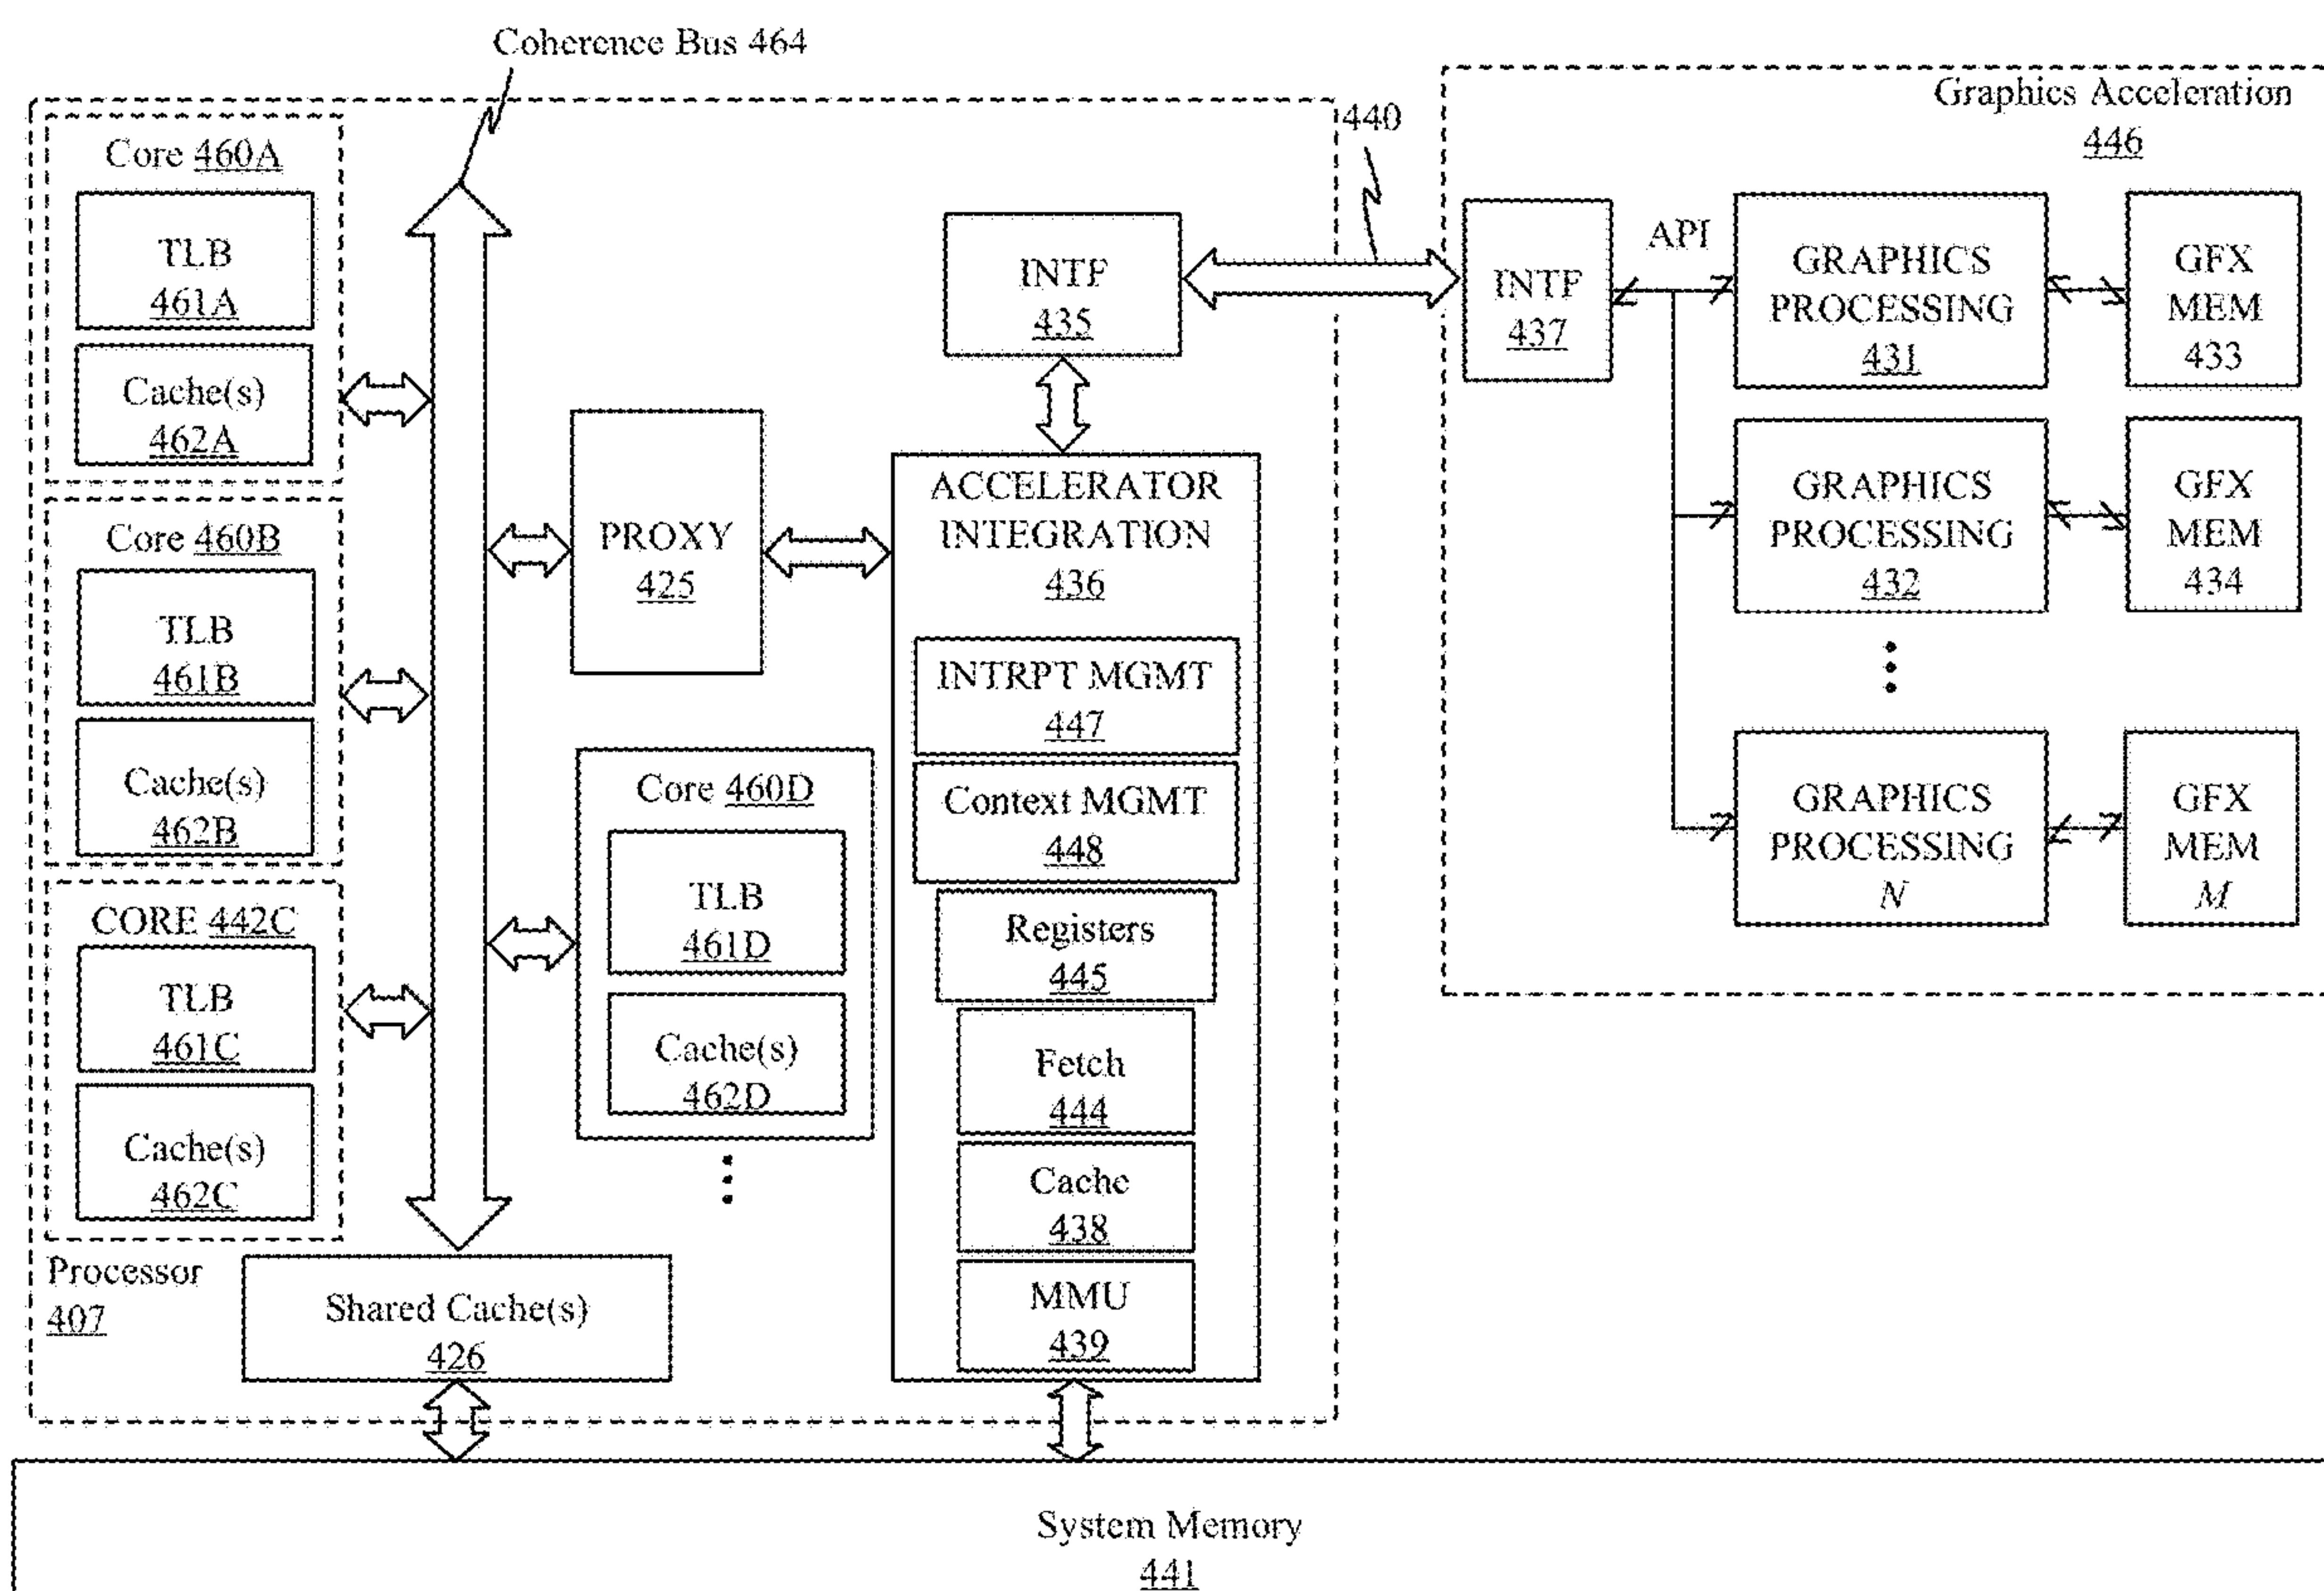 Coherence Bus 464
Core 460A
TLB
461A
Cache(s)
462A
Core 460B
TLB
461B
Cache(s)
462B
CORE 442C
TLB
461C
Cache(s)
462C
Processor
407
Shared Cache(s)
426
PROXY
425
Core 460D
TLB
461D
Cache(s)
462D
INTF
435
ACCELERATOR
INTEGRATION
436
INTRPT MGMT
447
Context MGMT
448
Registers
445
Fetch
444
Cache
438
MMU
439
440
Graphics Acceleration
446
INTF
437
API
GRAPHICS
PROCESSING
431
GFX
MEM
433
GRAPHICS
PROCESSING
432
GFX
MEM
434
GRAPHICS
PROCESSING
N
GFX
MEM
M
System Memory
441